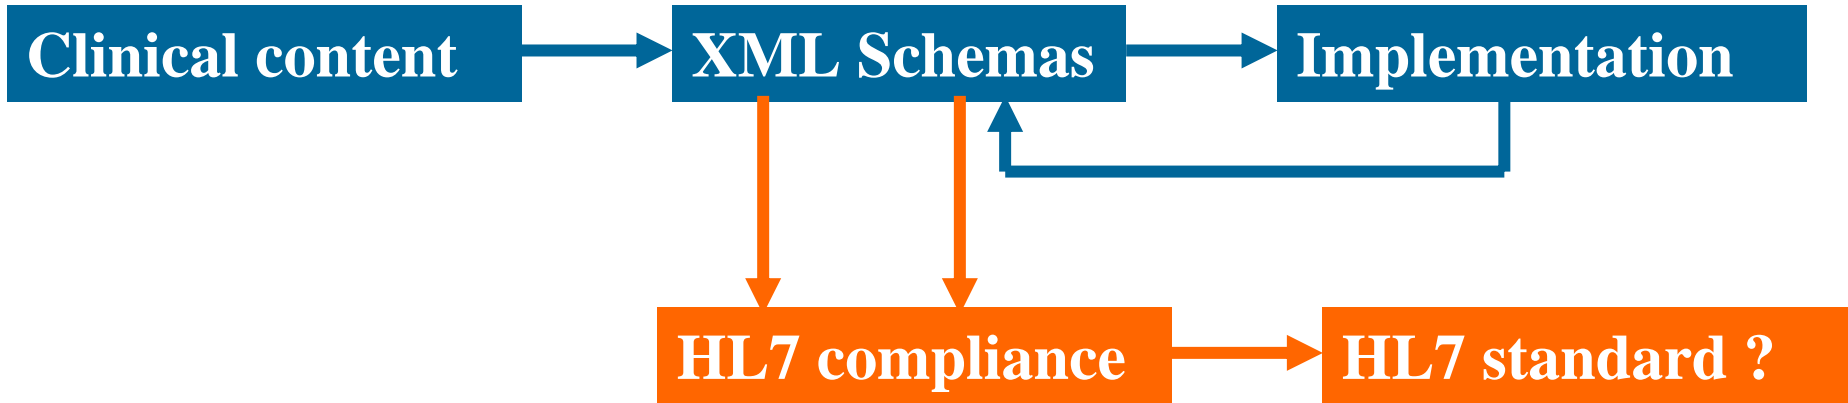 Clinical content
XML Schemas
Implementation
HL7 compliance
HL7 standard ?